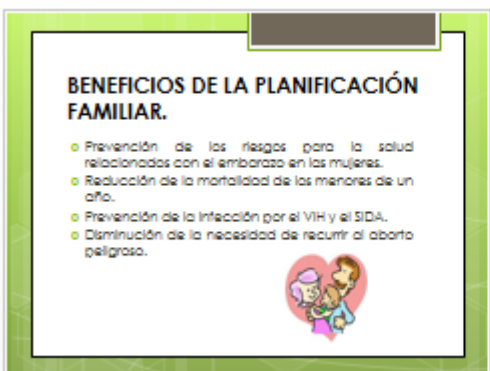 BENEFICIOS DE LA PLANIFICACIÓN
FAMILIAR.
Prevención de los riesgos para la salud
relacionados con el embarazo en las mujeres.
Reducción de la mortalidad de los menores de un
año.
Prevención de la infección por el VIH y el SIDA.
Disminución de la necesidad de recurrir al aborto
peligroso.